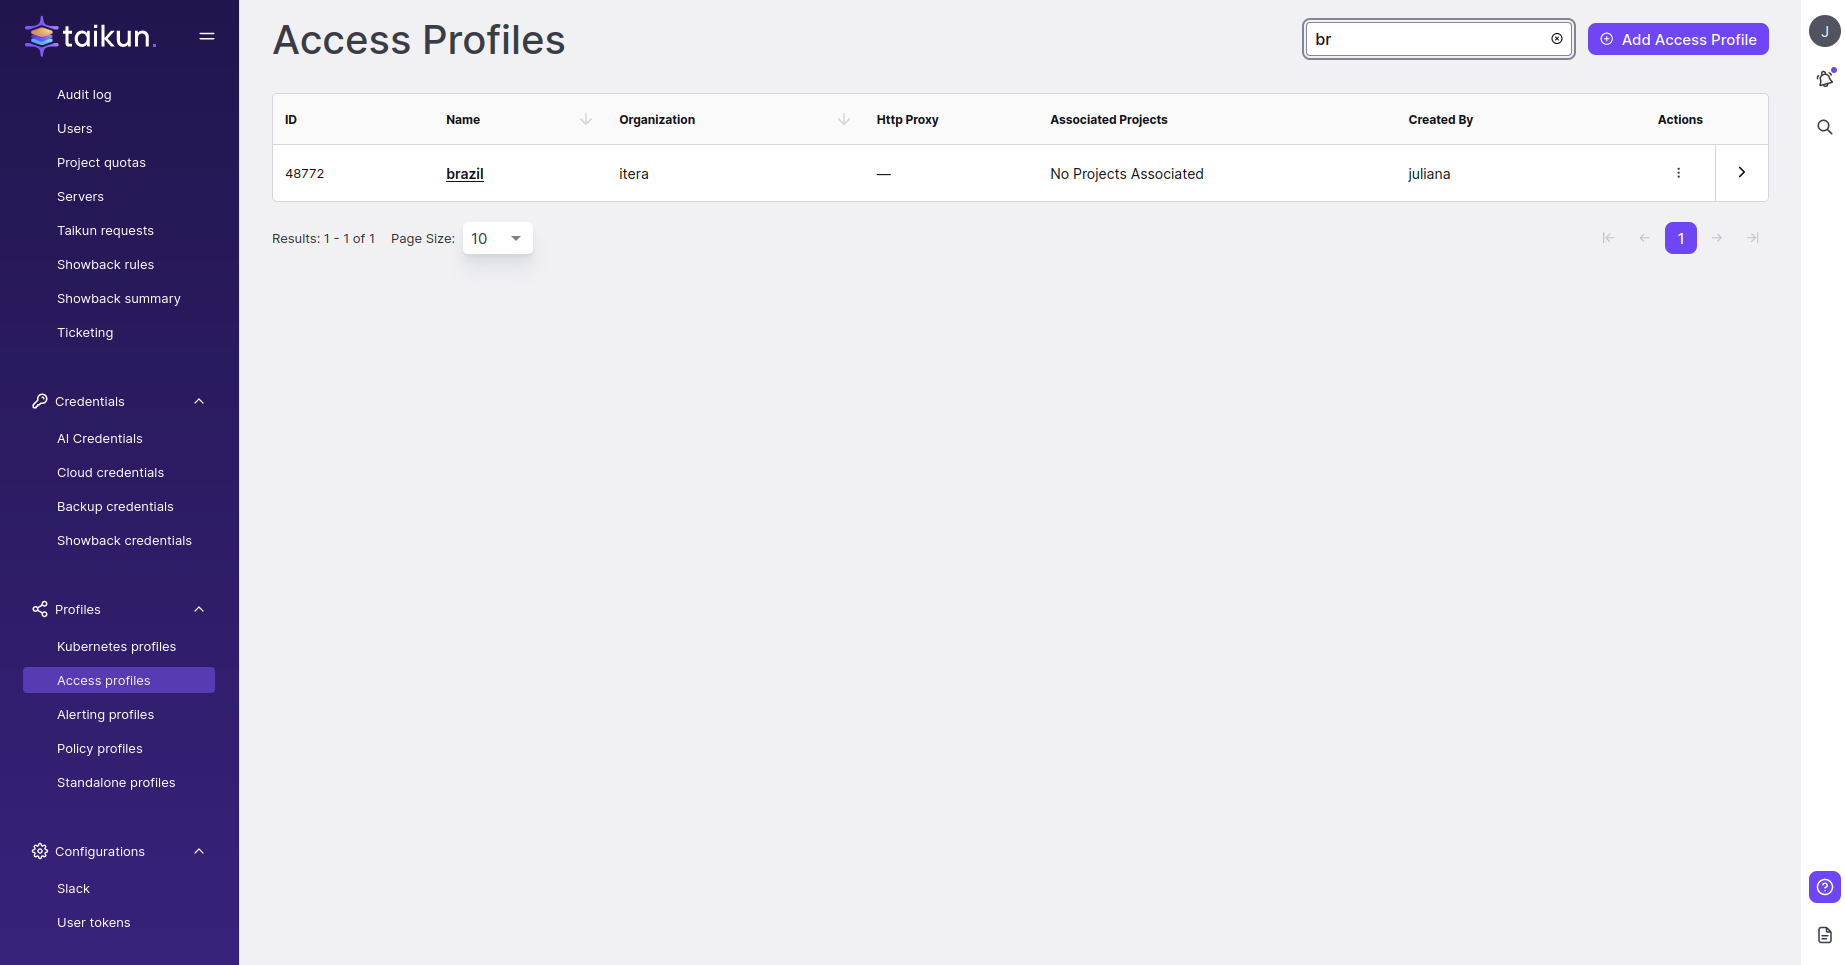 taikun.
Audit log
Users
Project quotas
Servers
Taikun requests
Showback rules
Showback summary
Ticketing
Credentials
AI Credentials
Cloud credentials
Backup credentials
Showback credentials
Profiles
Kubernetes profiles
Access profiles
Alerting profiles
Policy profiles
Standalone profiles
Configurations
Slack
User tokens
Access Profiles
br
Add Access Profile
ID Name Organization Http Proxy Associated Projects Created By Actions
48772 brazil itera — No Projects Associated juliana
Results: 1 - 1 of 1 Page Size: 10 1
J